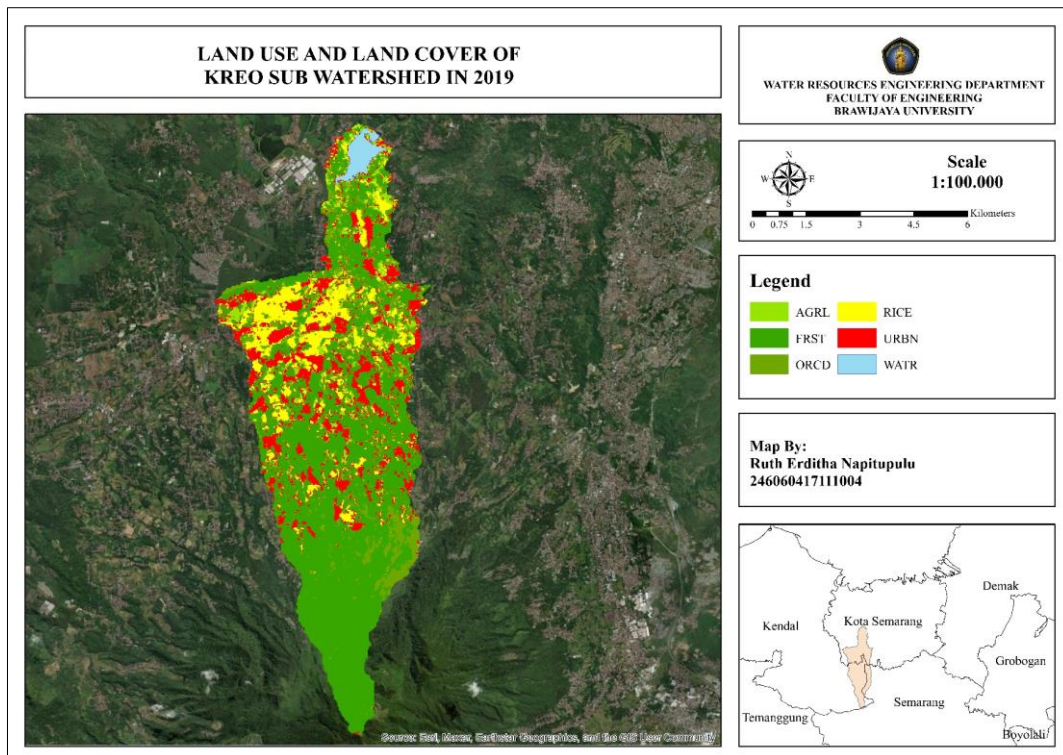 LAND USE AND LAND COVER OF
KREO SUB WATERSHED IN 2019
WATER RESOURCES ENGINEERING DEPARTMENT
FACULTY OF ENGINEERING
BRAWIJAYA UNIVERSITY
N
W E
S
Scale
1:100.000
Kilometers
0 0.75 1.5 3 4.5 6
Legend
AGRL RICE
FRST URBN
ORCD WATR
Map By:
Ruth Erditha Napitupulu
246060417111004
Demak
Kota Semarang
Kendal
Grobogan
Semarang
Temanggung
Boyolali
Source: Esri, Maxar, Earthstar Geographics, and the GIS User Community